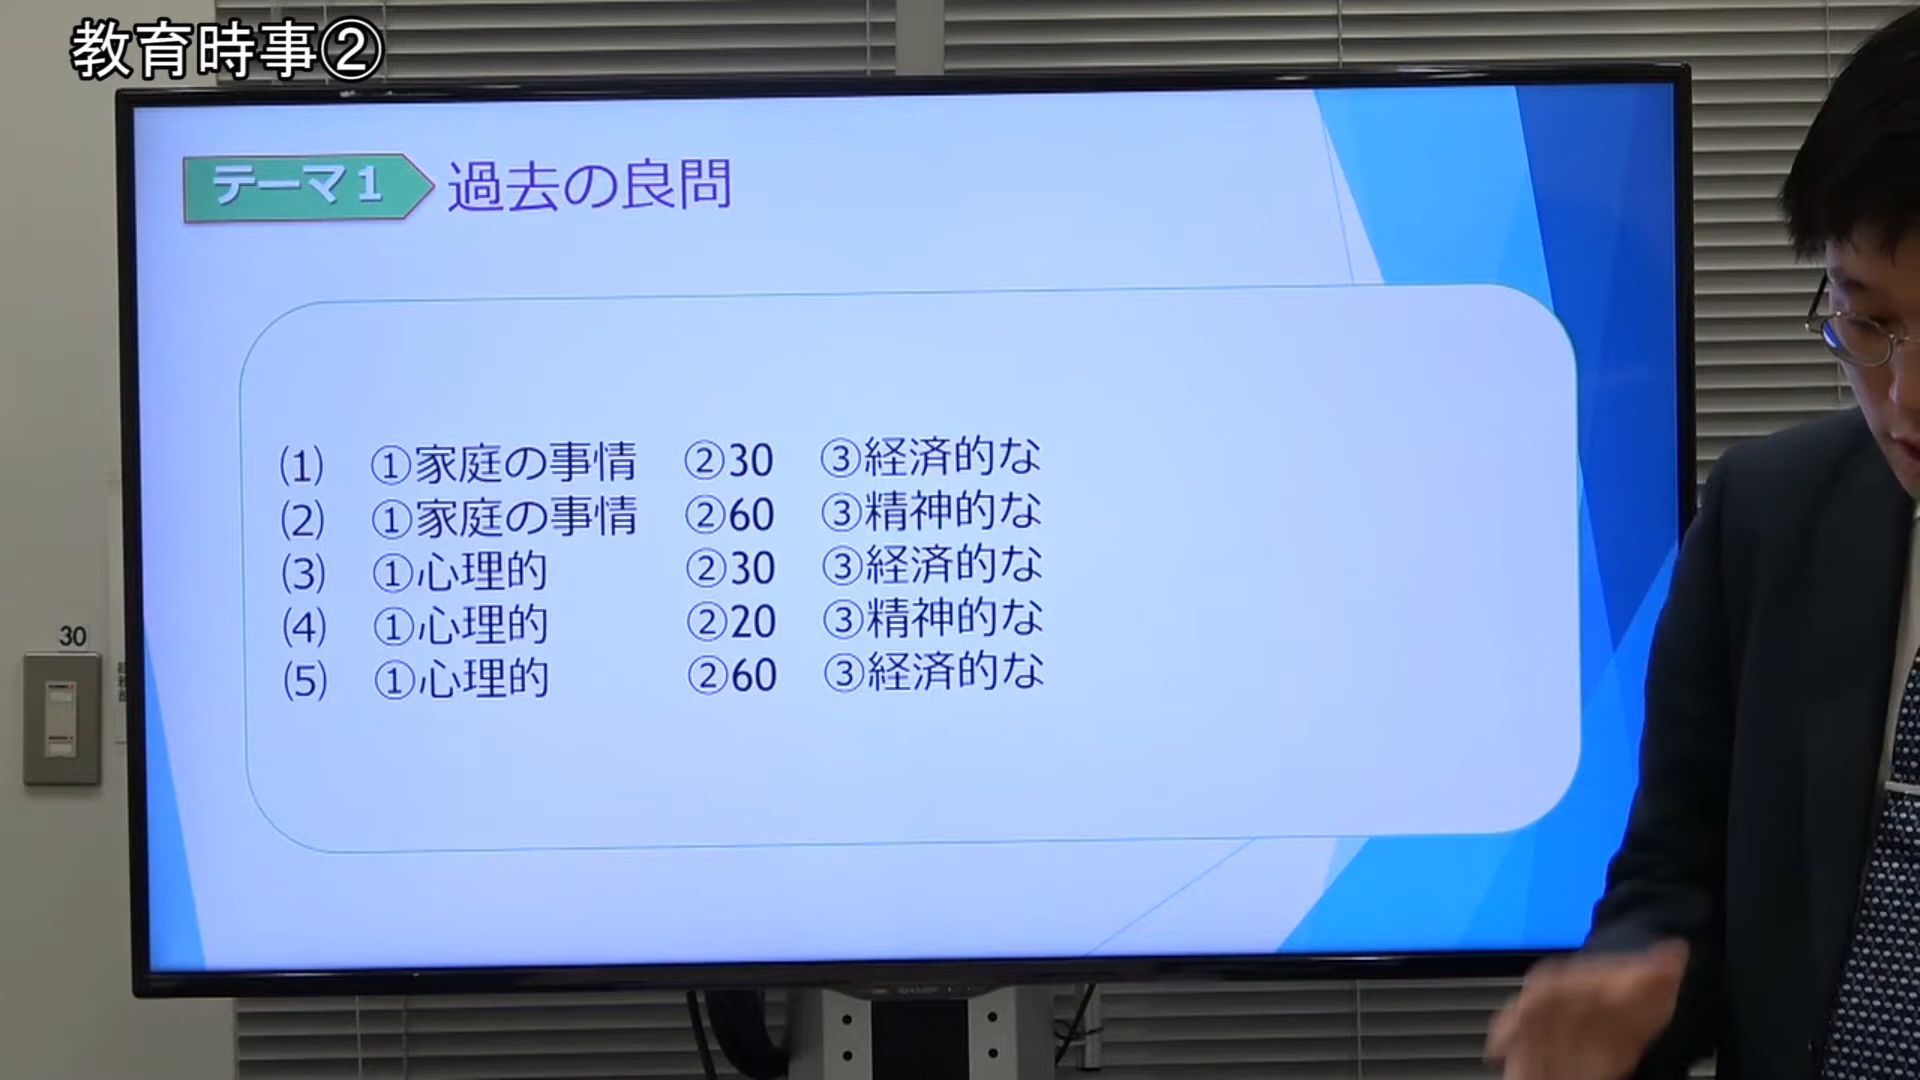 教育時事②
テーマ1 過去の良問
(1) ①家庭の事情 ②30 ③経済的な
(2) ①家庭の事情 ②60 ③精神的な
(3) ①心理的 ②30 ③経済的な
(4) ①心理的 ②20 ③精神的な
(5) ①心理的 ②60 ③経済的な
30